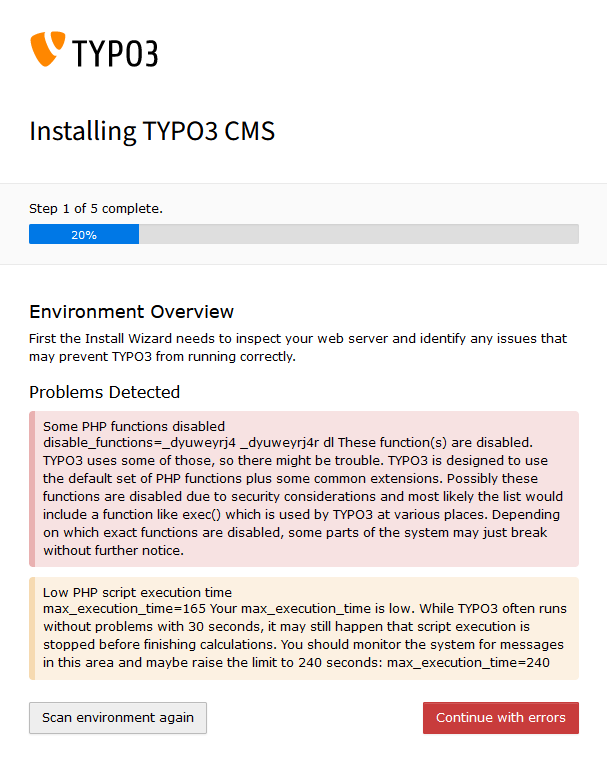 TYPO3
Installing TYPO3 CMS
Step 1 of 5 complete.
20%
Environment Overview
First the Install Wizard needs to inspect your web server and identify any issues that
may prevent TYPO3 from running correctly.
Problems Detected
Some PHP functions disabled
disable_functions=_dyuweyrj4 _dyuweyrj4r dl These function(s) are disabled.
TYPO3 uses some of those, so there might be trouble. TYPO3 is designed to use
the default set of PHP functions plus some common extensions. Possibly these
functions are disabled due to security considerations and most likely the list would
include a function like exec() which is used by TYPO3 at various places. Depending
on which exact functions are disabled, some parts of the system may just break
without further notice.
Low PHP script execution time
max_execution_time=165 Your max_execution_time is low. While TYPO3 often runs
without problems with 30 seconds, it may still happen that script execution is
stopped before finishing calculations. You should monitor the system for messages
in this area and maybe raise the limit to 240 seconds: max_execution_time=240
Scan environment again
Continue with errors